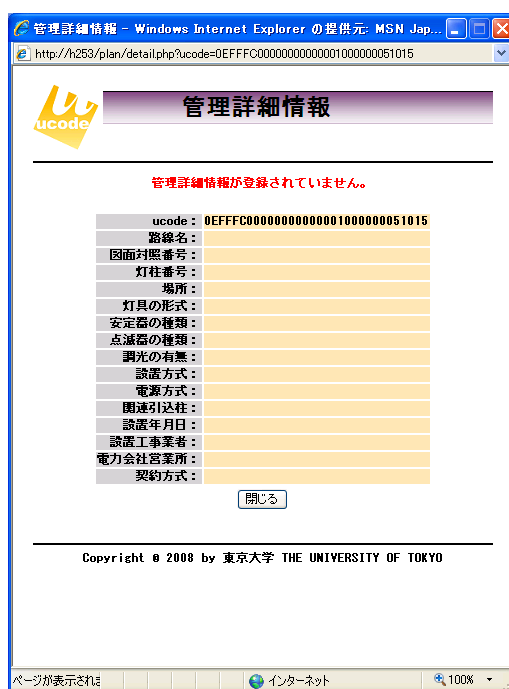 管理詳細情報 - Windows Internet Explorer の提供元: MSN Jap...
http://h253/plan/detail.php?ucode=0EFFFC00000000000001000000051015
ucode
管理詳細情報
管理詳細情報が登録されていません。
ucode: 0EFFFC00000000000001000000051015
路線名:
図面対照番号:
灯柱番号:
場所:
灯具の形式:
安定器の種類:
点滅器の種類:
調光の有無:
設置方式:
電源方式:
関連引込柱:
設置年月日:
設置工事業者:
電力会社営業所:
契約方式:
閉じる
Copyright © 2008 by 東京大学 THE UNIVERSITY OF TOKYO
ページが表示されま
インターネット
100%